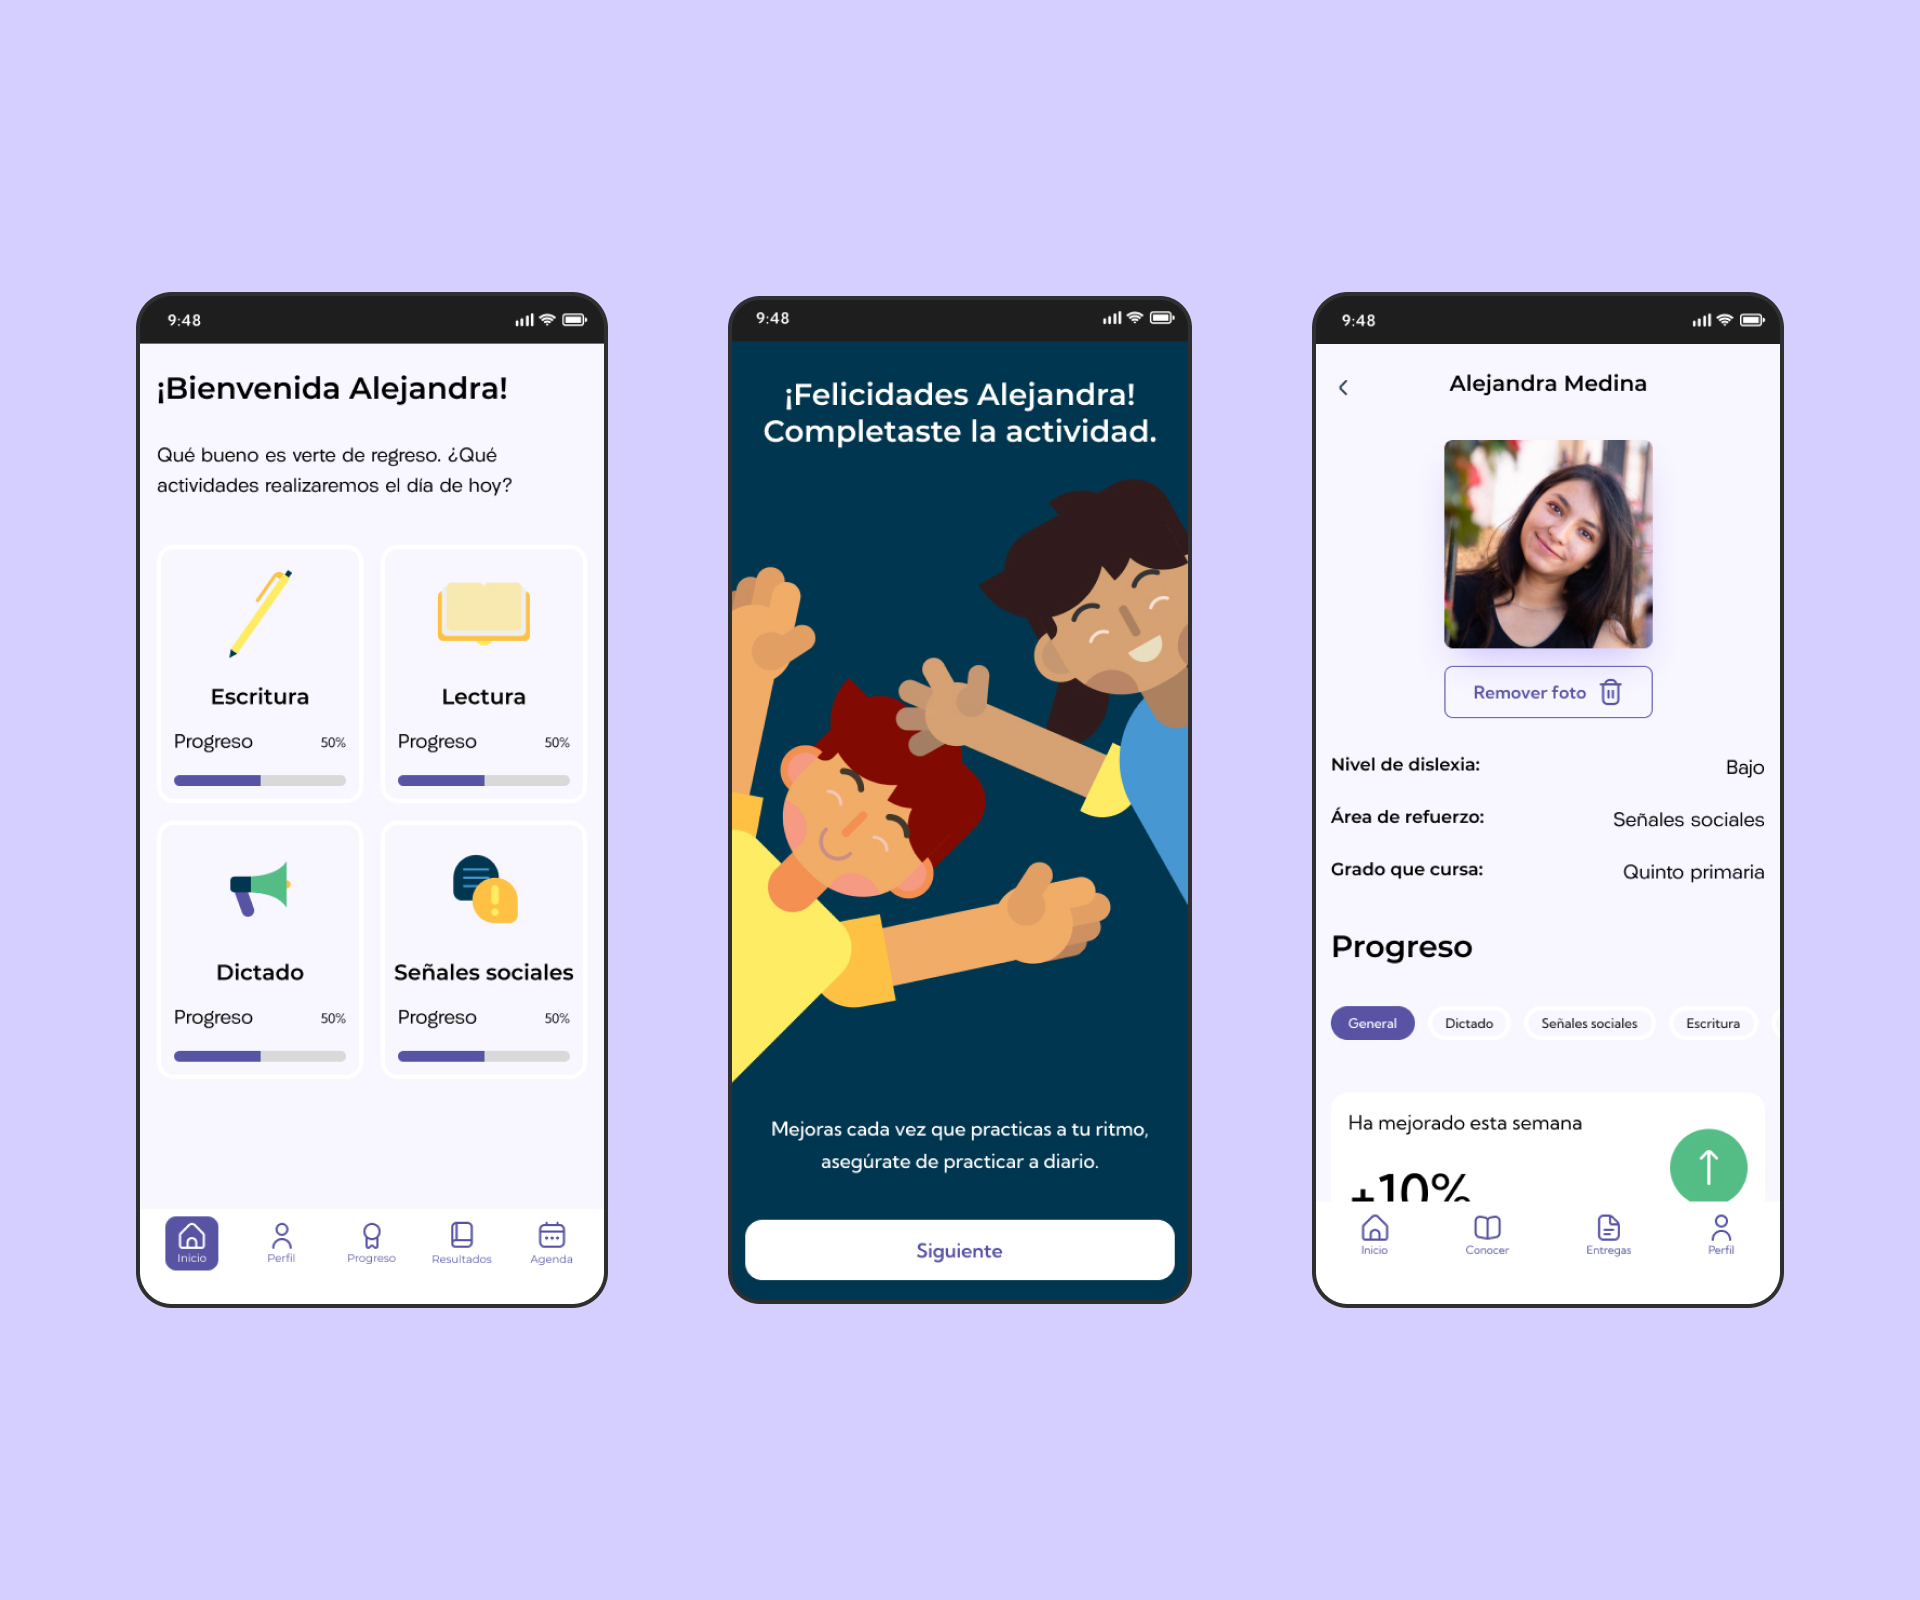 9:48
¡Bienvenida Alejandra!
Qué bueno es verte de regreso. ¿Qué
actividades realizaremos el día de hoy?
Escritura
Progreso 50%
Lectura
Progreso 50%
Dictado
Progreso 50%
Señales sociales
Progreso 50%
Inicio
Perfil
Progreso
Resultados
Agenda
9:48
¡Felicidades Alejandra!
Completaste la actividad.
Mejoras cada vez que practicas a tu ritmo,
asegúrate de practicar a diario.
Siguiente
9:48
Alejandra Medina
Remover foto
Nivel de dislexia: Bajo
Área de refuerzo: Señales sociales
Grado que cursa: Quinto primaria
Progreso
General
Dictado
Señales sociales
Escritura
Ha mejorado esta semana
+10%
Inicio
Conocer
Entregas
Perfil